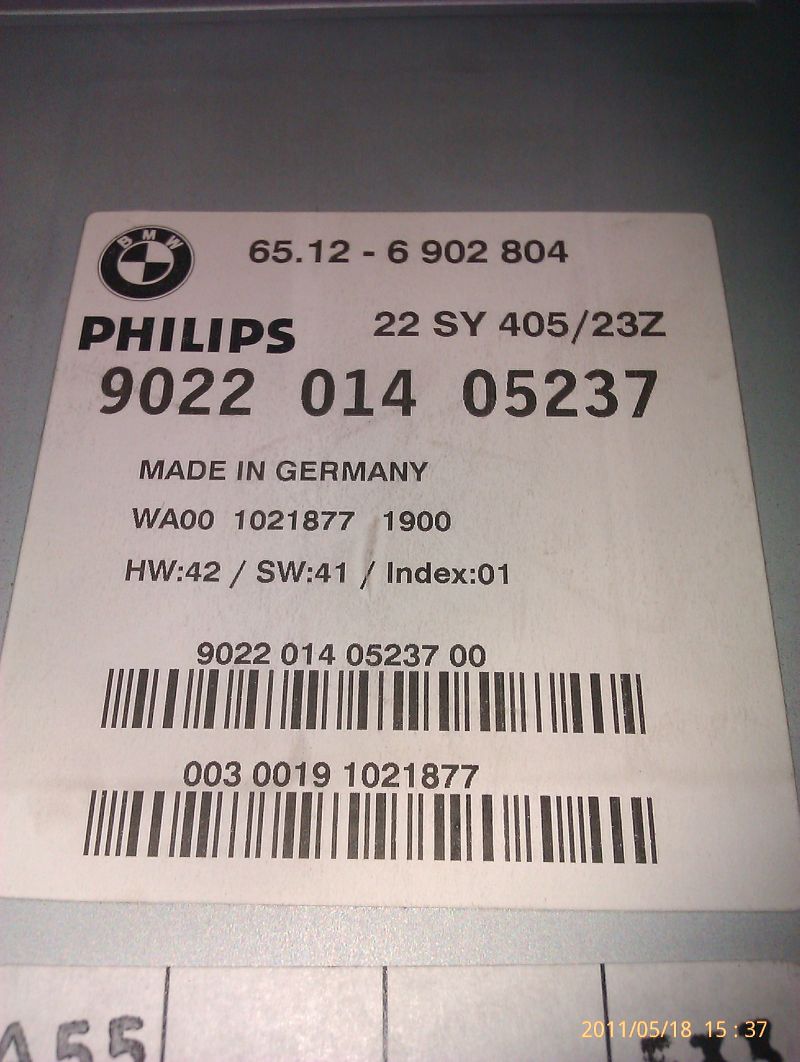 BMW
65.12 - 6 902 804
PHILIPS
22 SY 405/23Z
9022 014 05237
MADE IN GERMANY
WA00 1021877 1900
HW:42 / SW:41 / Index:01
9022 014 05237 00
003 0019 1021877
2011/05/18 15:37